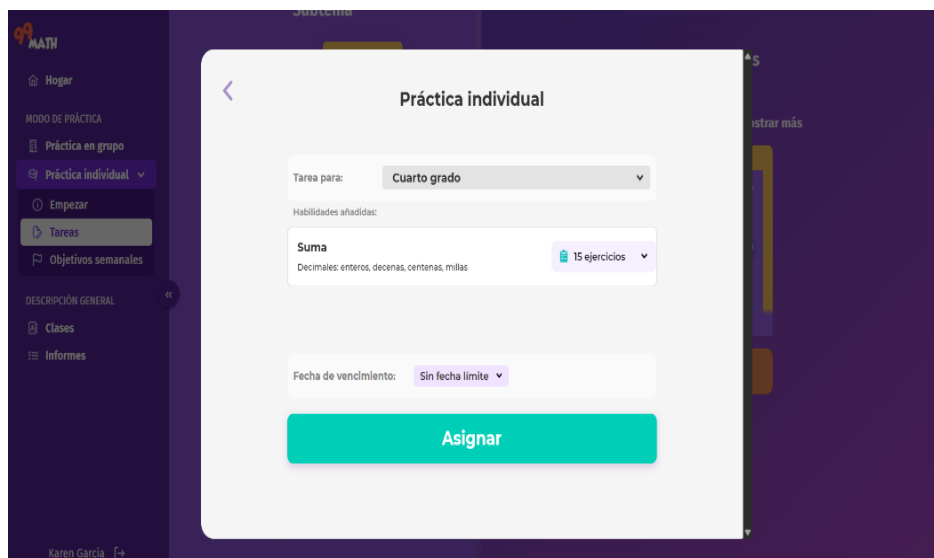 Subtema
99
MATH
Hogar
MODO DE PRÁCTICA
Práctica en grupo
Práctica individual
Empezar
Tareas
Objetivos semanales
DESCRIPCIÓN GENERAL
Clases
Informes
Karen García
Práctica individual
Tarea para: Cuarto grado
Habilidades añadidas:
Suma
Decimales: enteros, decenas, centenas, millas
15 ejercicios
Fecha de vencimiento: Sin fecha límite
Asignar
s
strar más